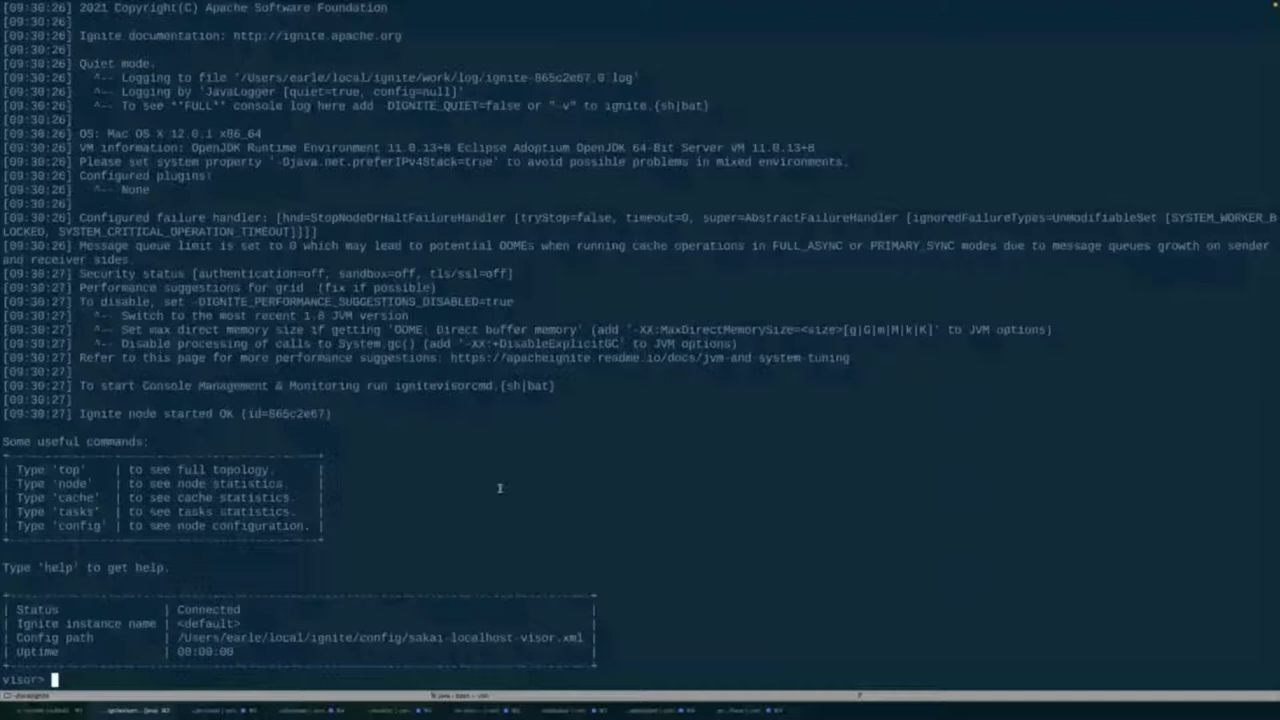 [09:30:26] 2021 Copyright(C) Apache Software Foundation
[09:30:26]
[09:30:26] Ignite documentation: http://ignite.apache.org
[09:30:26]
[09:30:26] Quiet mode.
[09:30:26]   ^-- Logging to file '/Users/earle/local/ignite/work/log/ignite-865c2e67.0.log'
[09:30:26]   ^-- Logging by 'JavaLogger [quiet=true, config=null]'
[09:30:26]   ^-- To see **FULL** console log here add -DIGNITE_QUIET=false or "-v" to ignite.{sh|bat}
[09:30:26]
[09:30:26] OS: Mac OS X 12.0.1 x86_64
[09:30:26] VM information: OpenJDK Runtime Environment 11.0.13+8 Eclipse Adoptium OpenJDK 64-Bit Server VM 11.0.13+8
[09:30:26] Please set system property '-Djava.net.preferIPv4Stack=true' to avoid possible problems in mixed environments.
[09:30:26] Configured plugins:
[09:30:26]   ^-- None
[09:30:26]
[09:30:26] Configured failure handler: [hnd=StopNodeOrHaltFailureHandler [tryStop=false, timeout=0, super=AbstractFailureHandler [ignoredFailureTypes=UnmodifiableSet [SYSTEM_WORKER_B
LOCKED, SYSTEM_CRITICAL_OPERATION_TIMEOUT]]]]
[09:30:26] Message queue limit is set to 0 which may lead to potential OOMEs when running cache operations in FULL_ASYNC or PRIMARY_SYNC modes due to message queues growth on sender
and receiver sides.
[09:30:27] Security status [authentication=off, sandbox=off, tls/ssl=off]
[09:30:27] Performance suggestions for grid  (fix if possible)
[09:30:27] To disable, set -DIGNITE_PERFORMANCE_SUGGESTIONS_DISABLED=true
[09:30:27]   ^-- Switch to the most recent 1.8 JVM version
[09:30:27]   ^-- Set max direct memory size if getting 'OOME: Direct buffer memory' (add '-XX:MaxDirectMemorySize=<size>[g|G|m|M|k|K]' to JVM options)
[09:30:27]   ^-- Disable processing of calls to System.gc() (add '-XX:+DisableExplicitGC' to JVM options)
[09:30:27] Refer to this page for more performance suggestions: https://apacheignite.readme.io/docs/jvm-and-system-tuning
[09:30:27]
[09:30:27] To start Console Management & Monitoring run ignitevisorcmd.{sh|bat}
[09:30:27]
[09:30:27] Ignite node started OK (id=865c2e67)
Some useful commands:
| Type 'top'    | to see full topology.      |
| Type 'node'   | to see node statistics.    |
| Type 'cache'  | to see cache statistics.   |
| Type 'tasks'  | to see tasks statistics.   |
| Type 'config' | to see node configuration. |
Type 'help' to get help.
| Status               | Connected |
| Ignite instance name | <default> |
| Config path          | /Users/earle/local/ignite/config/sakai-localhost-visor.xml |
| Uptime               | 00:00:00 |
visor>